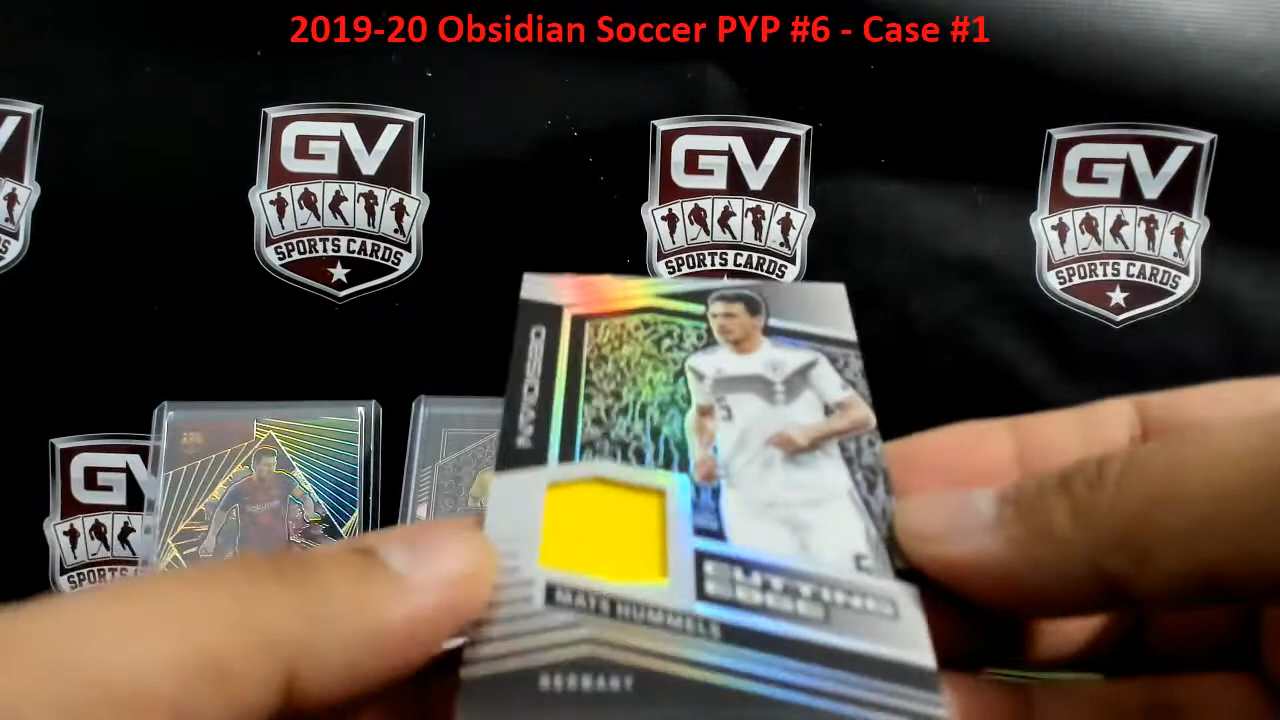 2019-20 Obsidian Soccer PYP #6 - Case #1
GV
SPORTS CARDS
GV
SPORTS CARDS
GV
SPORTS CARDS
GV
SPORTS
OBSIDIAN
CUTTING
EDGE
MATS HUMMELS
GERMANY